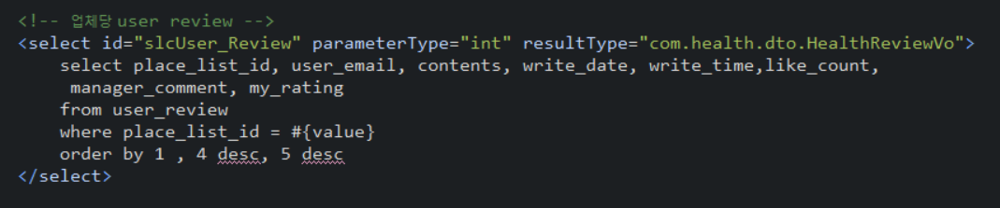 <!-- 업체당 user review -->
<select id="slcUser_Review" parameterType="int" resultType="com.health.dto.HealthReviewVo">
select place_list_id, user_email, contents, write_date, write_time,like_count,
manager_comment, my_rating
from user_review
where place_list_id = #{value}
order by 1 , 4 desc, 5 desc
</select>